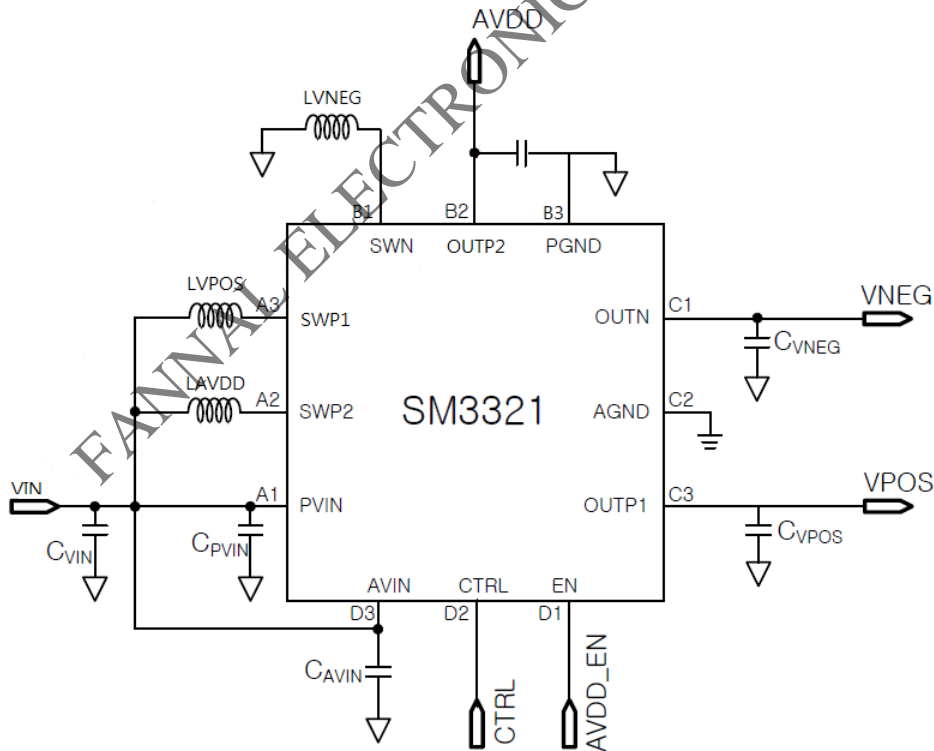 AVDD
LVNEG
B1
B2
B3
SWN
OUTP2
PGND
LVPOS
A3
SWP1
OUTN
C1
VNEG
CVNEG
LAVDD
A2
SWP2
SM3321
AGND
C2
VIN
A1
PVIN
OUTP1
C3
VPOS
CVIN
CPVIN
CVPOS
AVIN
CTRL
EN
D3
D2
D1
CAVIN
CTRL
AVDD_EN
FANNAL ELECTRONIC